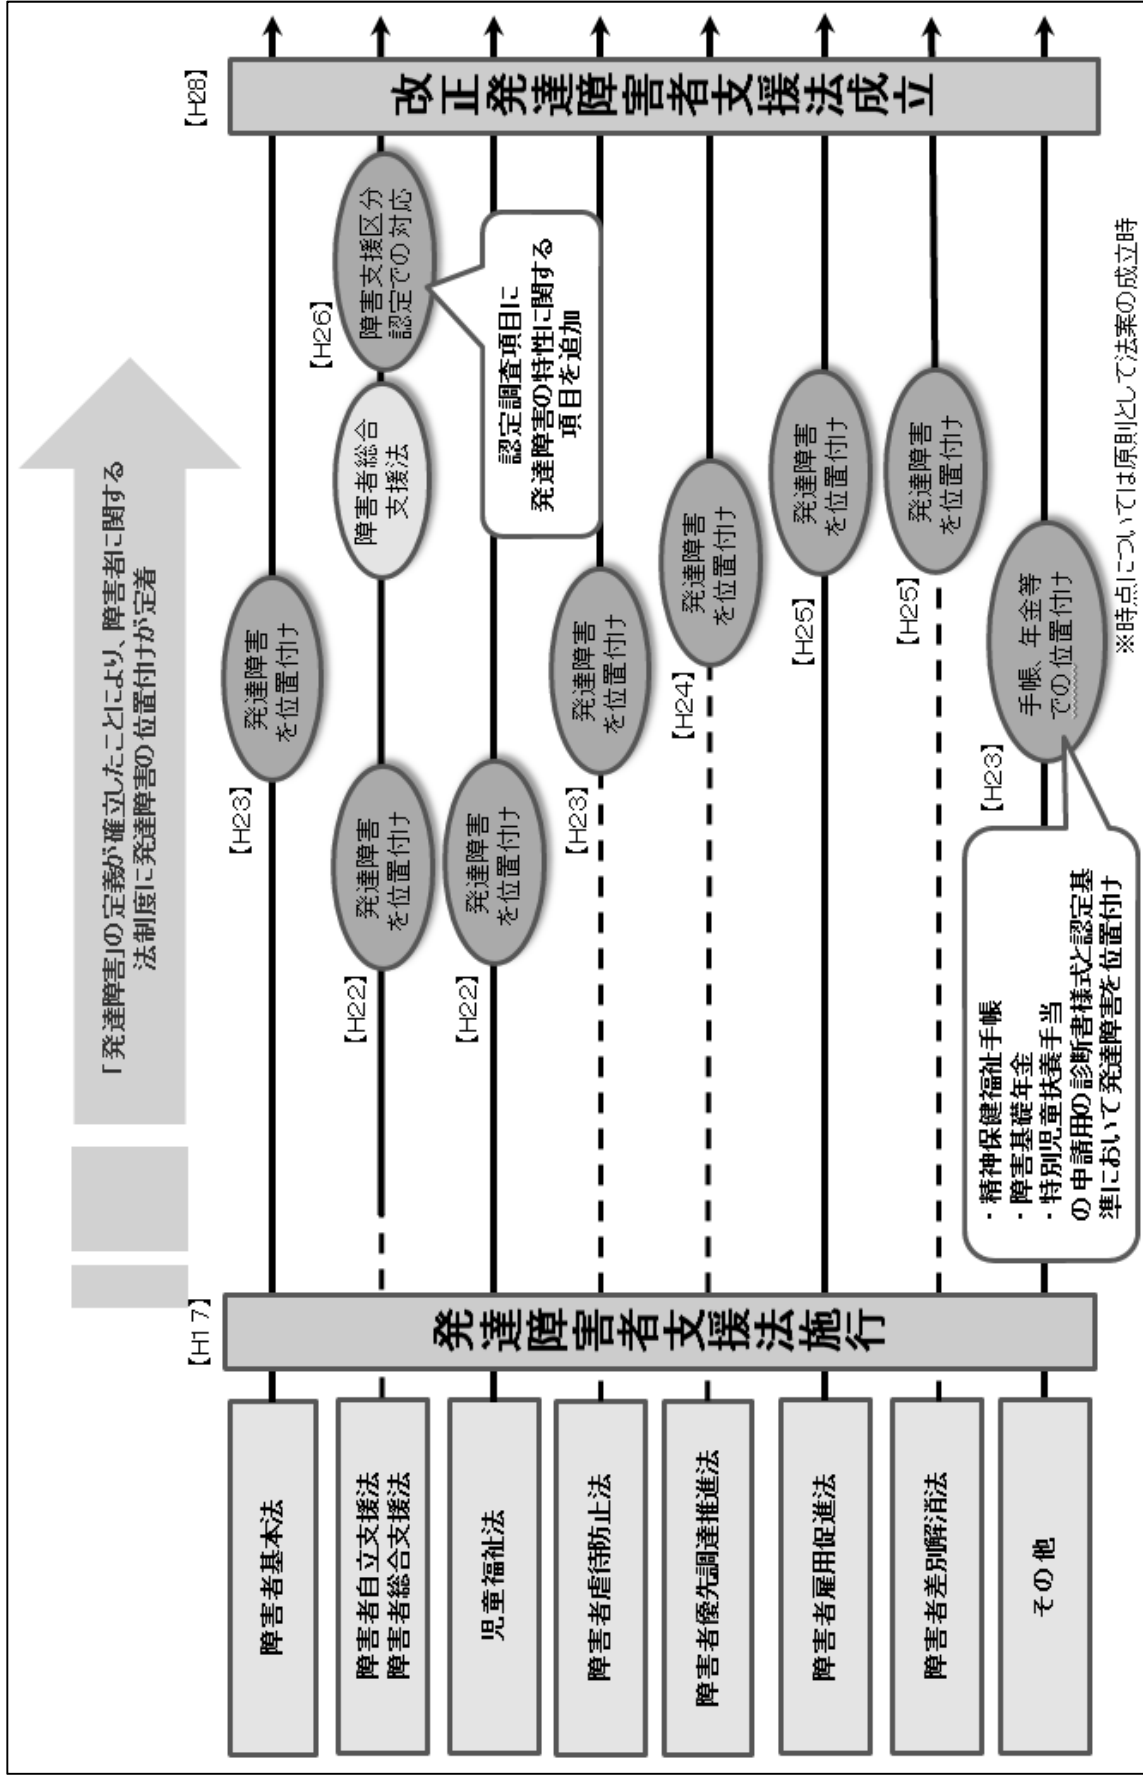 「発達障害」の定義が確立したことにより、障害者に関する
法制度に発達障害の位置付けが定着
【H17】
【H28】
発達障害者支援法施行
改正発達障害者支援法成立
障害者基本法
【H23】
発達障害
を位置付け
障害者自立支援法
障害者総合支援法
【H22】
発達障害
を位置付け
障害者総合
支援法
【H26】
障害支援区分
認定での対応
認定調査項目に
発達障害の特性に関する
項目を追加
児童福祉法
【H22】
発達障害
を位置付け
障害者虐待防止法
【H23】
発達障害
を位置付け
障害者優先調達推進法
【H24】
発達障害
を位置付け
障害者雇用促進法
【H25】
発達障害
を位置付け
障害者差別解消法
【H25】
発達障害
を位置付け
その他
【H23】
手帳、年金等
での位置付け
・精神保健福祉手帳
・障害基礎年金
・特別児童扶養手当
の申請用の診断書様式と認定基
準において発達障害を位置付け
※時点については原則として法案の成立時